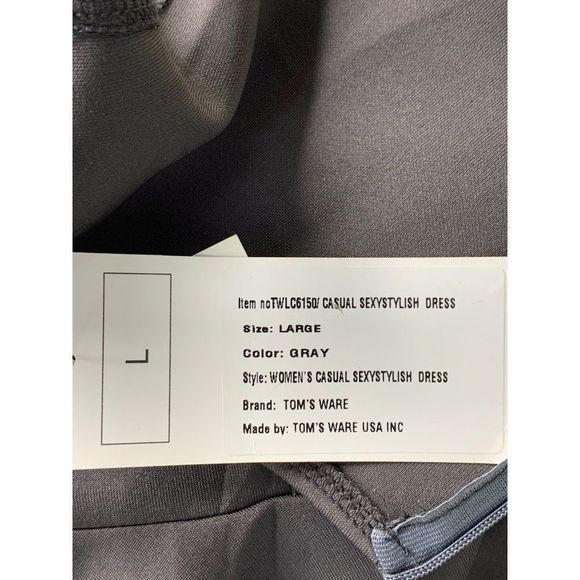 L
Item noTWLC6150/ CASUAL SEXYSTYLISH DRESS
Size: LARGE
Color: GRAY
Style: WOMEN'S CASUAL SEXYSTYLISH DRESS
Brand: TOM'S WARE
Made by: TOM'S WARE USA INC